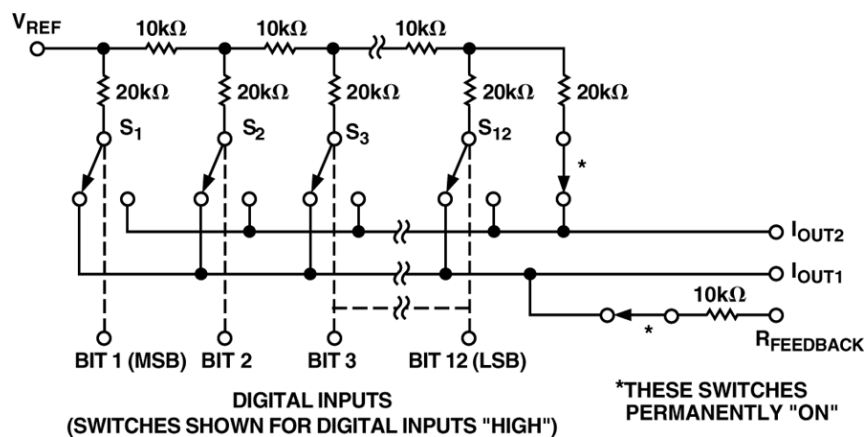 V_REF
10kΩ
10kΩ
10kΩ
20kΩ
20kΩ
20kΩ
20kΩ
20kΩ
S1
S2
S3
S12
*
IOUT2
IOUT1
10kΩ
*
RFEEDBACK
BIT 1 (MSB)
BIT 2
BIT 3
BIT 12 (LSB)
DIGITAL INPUTS
(SWITCHES SHOWN FOR DIGITAL INPUTS "HIGH")
*THESE SWITCHES
PERMANENTLY "ON"